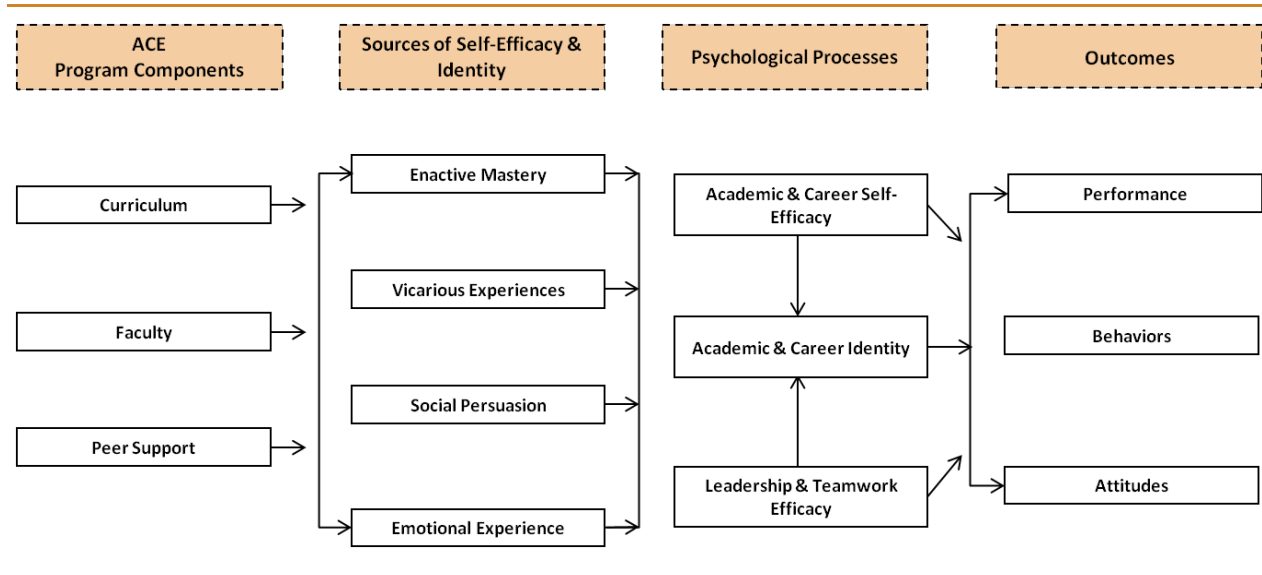 ACE
Program Components
Sources of Self-Efficacy &
Identity
Psychological Processes
Outcomes
Curriculum
Faculty
Peer Support
Enactive Mastery
Vicarious Experiences
Social Persuasion
Emotional Experience
Academic & Career Self-
Efficacy
Academic & Career Identity
Leadership & Teamwork
Efficacy
Performance
Behaviors
Attitudes